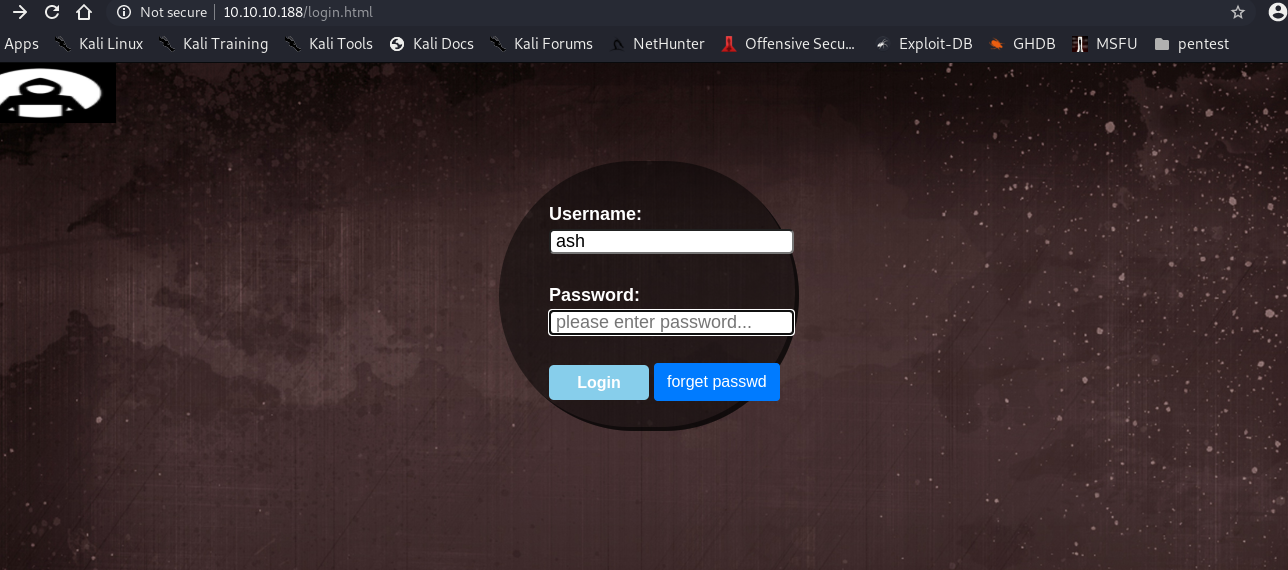 Not secure | 10.10.10.188/login.html
Apps Kali Linux Kali Training Kali Tools Kali Docs Kali Forums NetHunter Offensive Secu... Exploit-DB GHDB MSFU pentest
Username:
ash
Password:
please enter password...
Login forget passwd